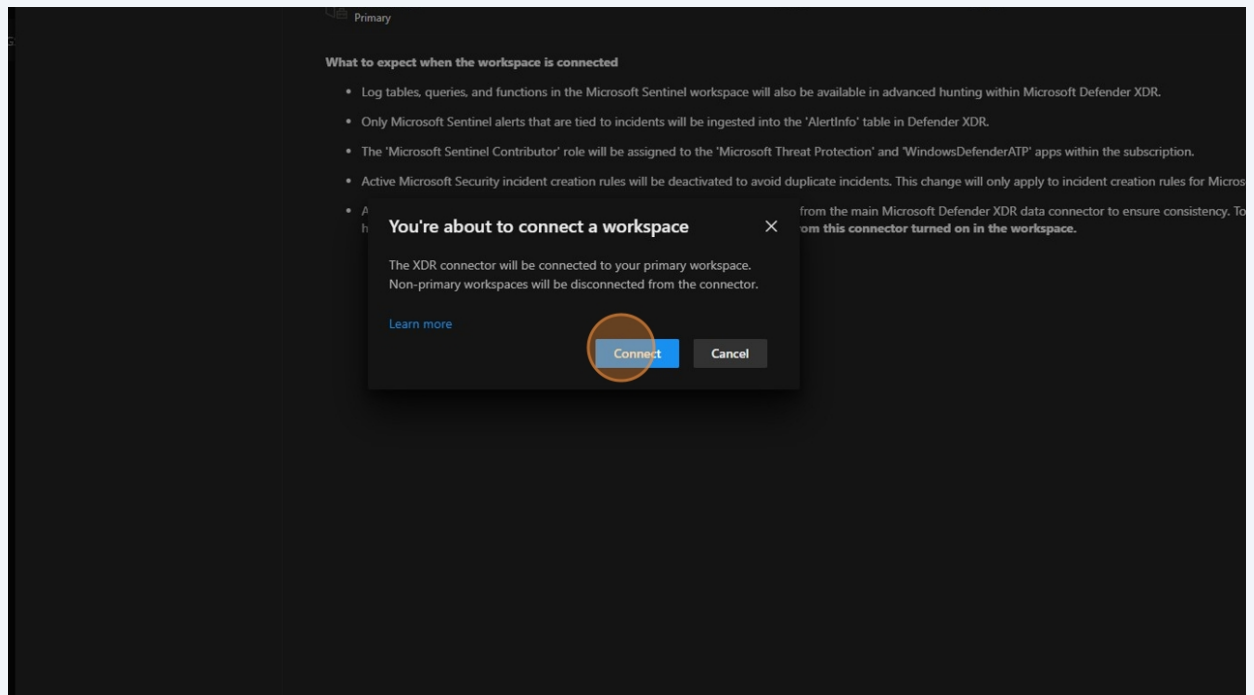 Primary
What to expect when the workspace is connected
• Log tables, queries, and functions in the Microsoft Sentinel workspace will also be available in advanced hunting within Microsoft Defender XDR.
• Only Microsoft Sentinel alerts that are tied to incidents will be ingested into the 'AlertInfo' table in Defender XDR.
• The 'Microsoft Sentinel Contributor' role will be assigned to the 'Microsoft Threat Protection' and 'WindowsDefenderATP' apps within the subscription.
• Active Microsoft Security incident creation rules will be deactivated to avoid duplicate incidents. This change will only apply to incident creation rules for Micros
• A from the main Microsoft Defender XDR data connector to ensure consistency. To
h om this connector turned on in the workspace.
You're about to connect a workspace
The XDR connector will be connected to your primary workspace.
Non-primary workspaces will be disconnected from the connector.
Learn more
Connect Cancel